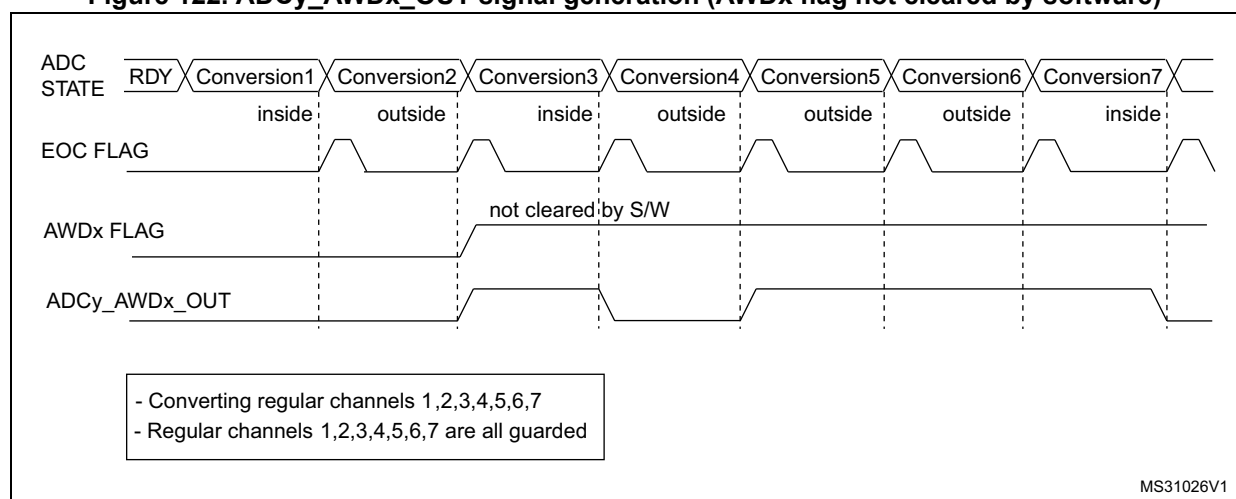 Figure 122. ADCy_AWDx_OUT signal generation (AWDx flag not cleared by software)
ADC
STATE
RDY Conversion1 Conversion2 Conversion3 Conversion4 Conversion5 Conversion6 Conversion7
inside outside inside outside outside outside inside
EOC FLAG
not cleared by S/W
AWDx FLAG
ADCy_AWDx_OUT
- Converting regular channels 1,2,3,4,5,6,7
- Regular channels 1,2,3,4,5,6,7 are all guarded
MS31026V1